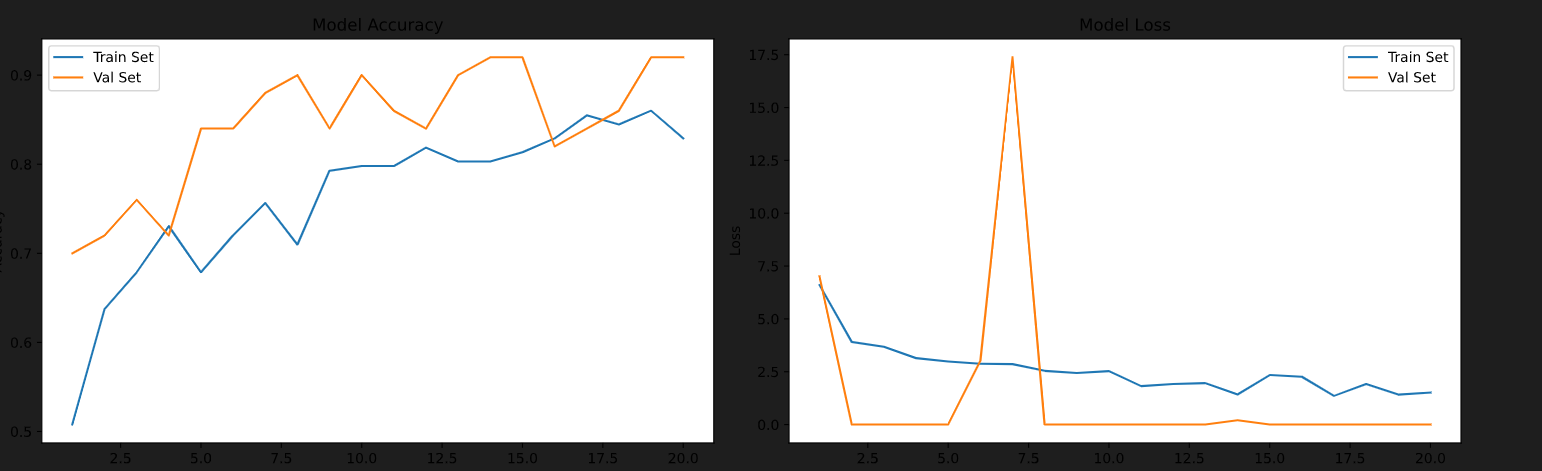 Model Accuracy
Train Set
Val Set
0.9
0.8
0.7
0.6
0.5
2.5 5.0 7.5 10.0 12.5 15.0 17.5 20.0
Model Loss
Train Set
Val Set
17.5
15.0
12.5
10.0
7.5
5.0
2.5
0.0
Loss
2.5 5.0 7.5 10.0 12.5 15.0 17.5 20.0